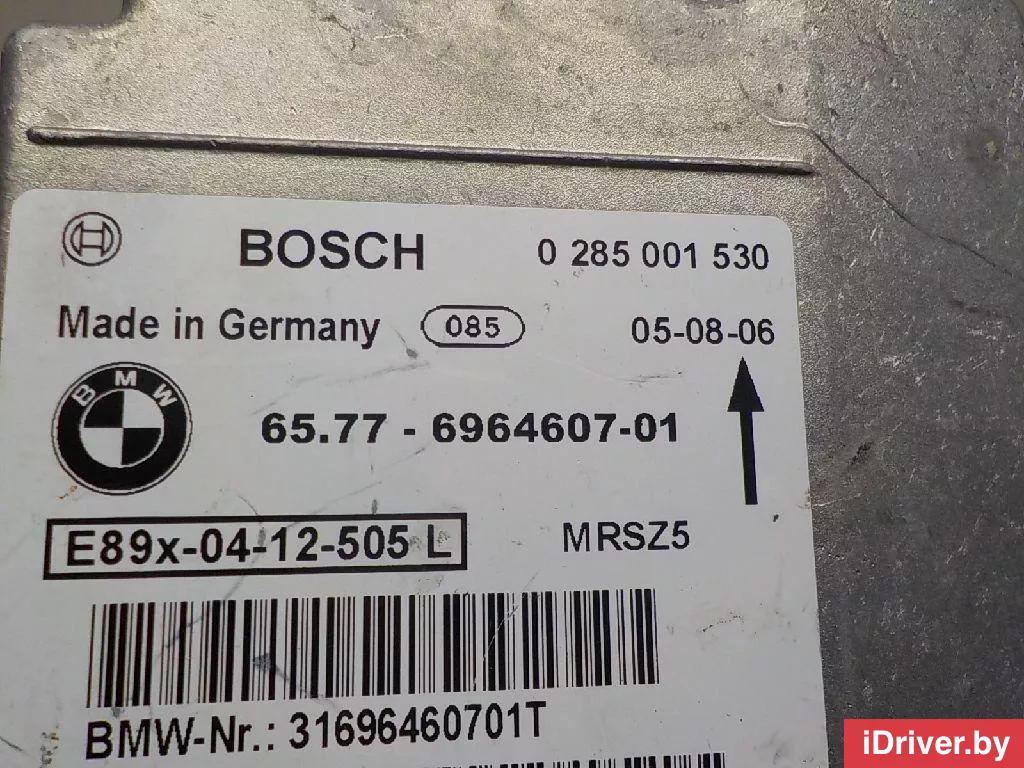 BOSCH 0 285 001 530
Made in Germany 085 05-08-06
BMW
65.77 - 6964607-01
E89x-04-12-505 L MRSZ5
BMW-Nr.: 31696460701T
iDriver.by